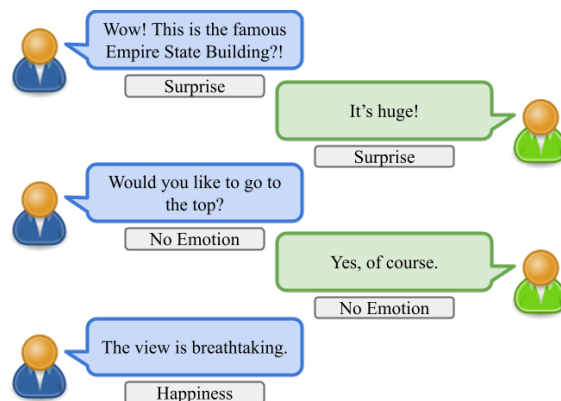 Wow! This is the famous
Empire State Building?!
Surprise
It's huge!
Surprise
Would you like to go to
the top?
No Emotion
Yes, of course.
No Emotion
The view is breathtaking.
Happiness